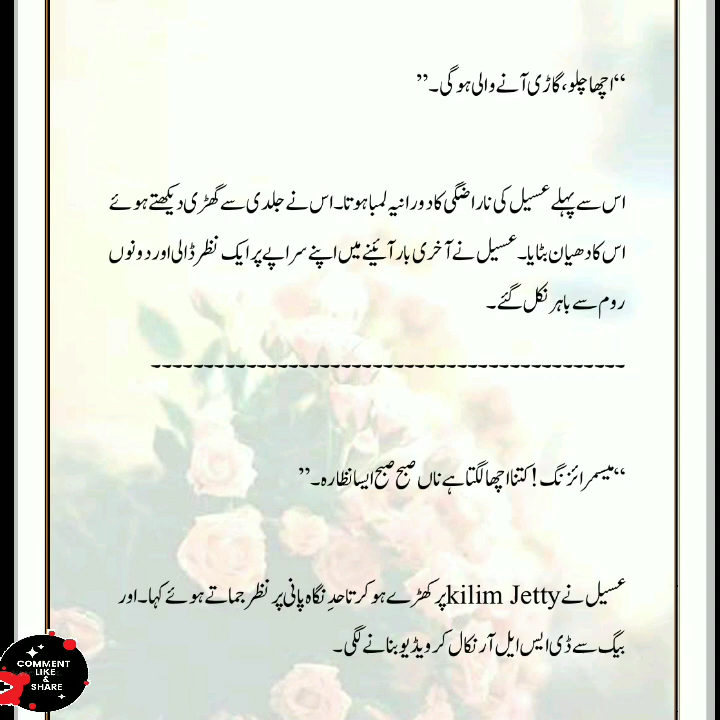 “اچھا چلو، گاڑی آنے والی ہو گی۔”
اس سے پہلے عسیل کی ناراضگی کا دورانیہ لمبا ہوتا۔ اس نے جلدی سے گھڑی دیکھتے ہوئے
اس کا دھیان ہٹایا۔ عسیل نے آخری بار آئینے میں اپنے سراپے پر ایک نظر ڈالی اور دونوں
روم سے باہر نکل گئے۔
---------------------------------------------
“میسمرائزنگ! کتنا اچھا لگتا ہے ناں صبح صبح ایسا نظارہ۔”
عسیل نے kilim Jetty پر کھڑے ہو کر تاحدِ نگاہ پانی پر نظر جماتے ہوئے کہا۔ اور
بیگ سے ڈی ایس ایل آر نکال کر ویڈیو بنانے لگی۔
COMMENT
LIKE
&
SHARE